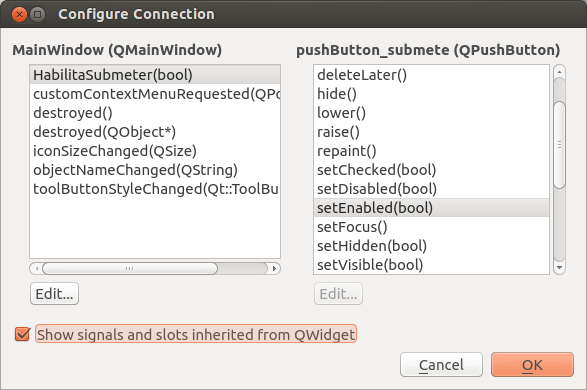 Configure Connection
MainWindow (QMainWindow)
pushButton_submete (QPushButton)
HabilitaSubmeter(bool)
customContextMenuRequested(QPo
destroyed()
destroyed(QObject*)
iconSizeChanged(QSize)
objectNameChanged(QString)
toolButtonStyleChanged(Qt::ToolBu
Edit...
deleteLater()
hide()
lower()
raise()
repaint()
setChecked(bool)
setDisabled(bool)
setEnabled(bool)
setFocus()
setHidden(bool)
setVisible(bool)
Edit...
Show signals and slots inherited from QWidget
Cancel
OK